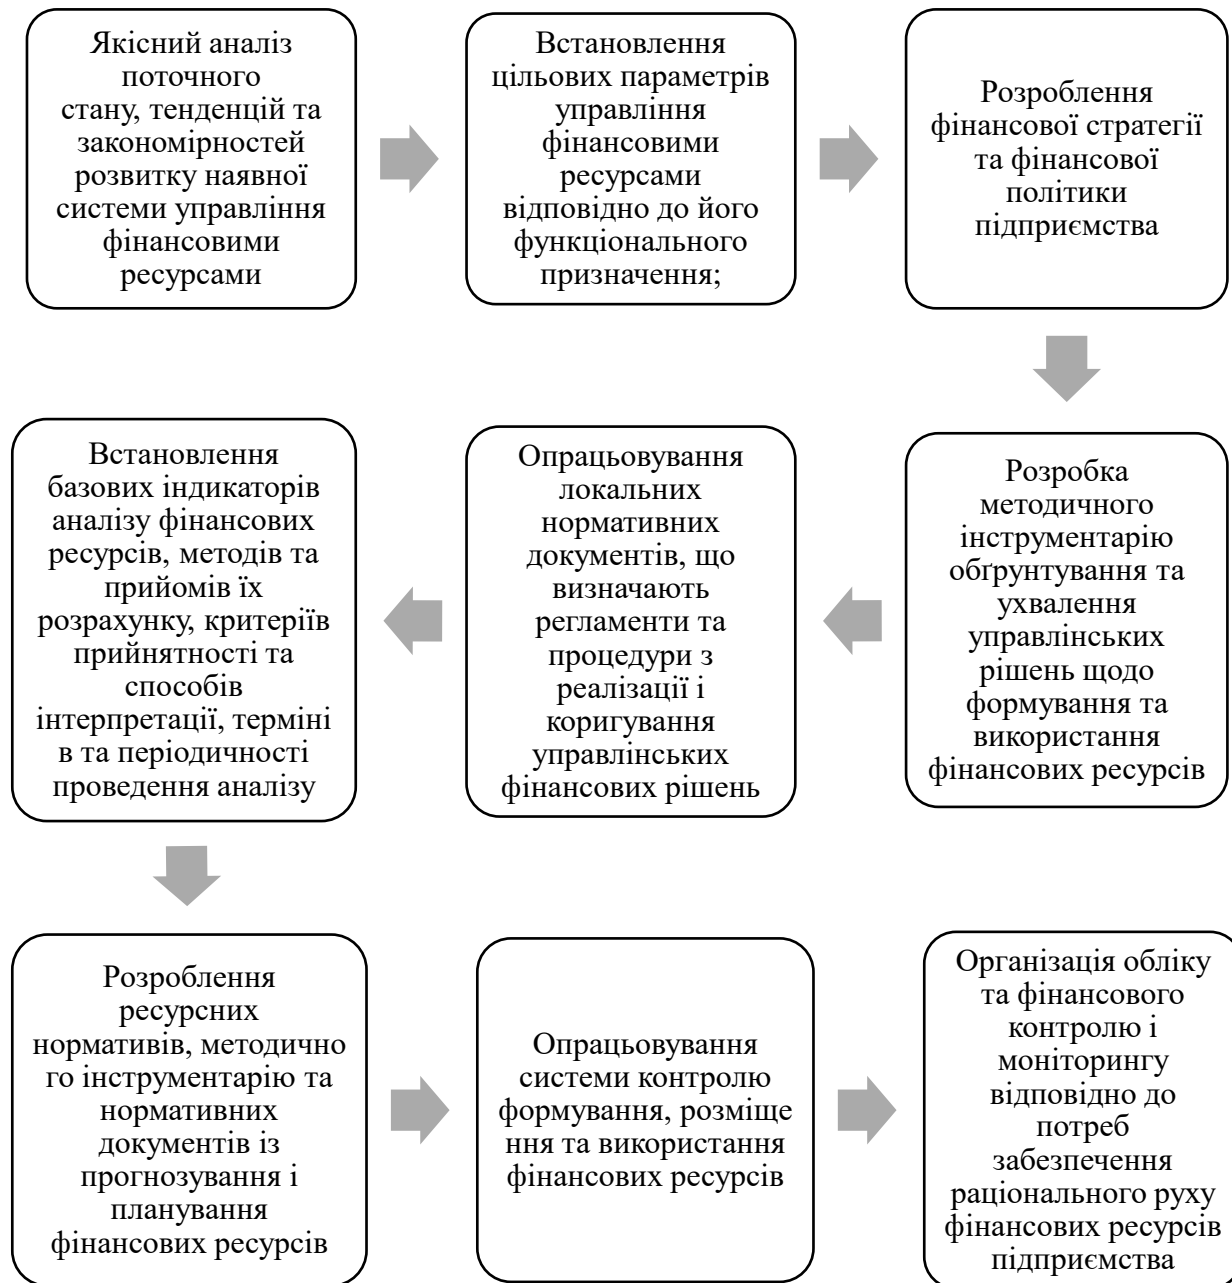 Якісний аналіз
поточного
стану, тенденцій та
закономірностей
розвитку наявної
системи управління
фінансовими
ресурсами
Встановлення
цільових параметрів
управління
фінансовими
ресурсами
відповідно до його
функціонального
призначення;
Розроблення
фінансової стратегії
та фінансової
політики
підприємства
Розробка
методичного
інструментарію
обґрунтування та
ухвалення
управлінських
рішень щодо
формування та
використання
фінансових ресурсів
Опрацьовування
локальних
нормативних
документів, що
визначають
регламенти та
процедури з
реалізації і
коригування
управлінських
фінансових рішень
Встановлення
базових індикаторів
аналізу фінансових
ресурсів, методів та
прийомів їх
розрахунку, критеріїв
прийнятності та
способів
інтерпретації, терміні
в та періодичності
проведення аналізу
Розроблення
ресурсних
нормативів, методично
го інструментарію та
нормативних
документів із
прогнозування і
планування
фінансових ресурсів
Опрацьовування
системи контролю
формування, розміще
ння та використання
фінансових ресурсів
Організація обліку
та фінансового
контролю і
моніторингу
відповідно до
потреб
забезпечення
раціонального руху
фінансових ресурсів
підприємства